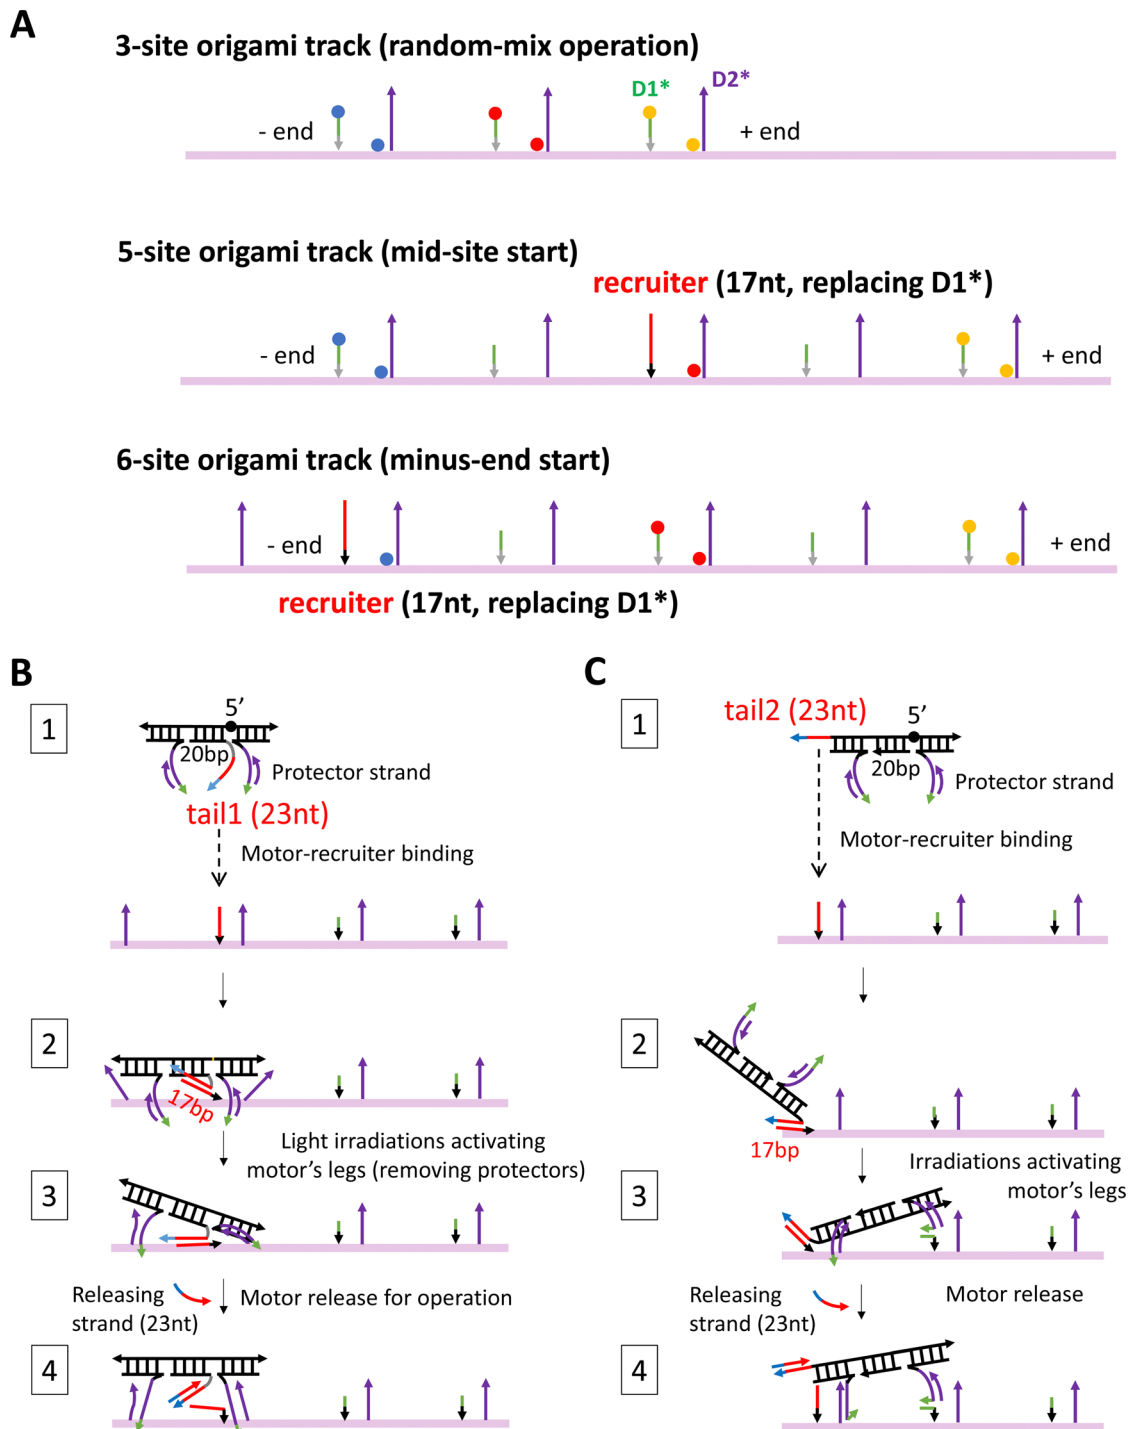 A
3-site origami track (random-mix operation)
D1*
D2*
- end
+ end
5-site origami track (mid-site start)
recruiter (17nt, replacing D1*)
- end
+ end
6-site origami track (minus-end start)
- end
+ end
recruiter (17nt, replacing D1*)
B
1
5'
20bp
Protector strand
tail1 (23nt)
Motor-recruiter binding
2
17bp
Light irradiations activating
motor's legs (removing protectors)
3
Releasing
strand (23nt)
Motor release for operation
4
C
1
tail2 (23nt)
5'
20bp
Protector strand
Motor-recruiter binding
2
17bp
Irradiations activating
motor's legs
3
Releasing
strand (23nt)
Motor release
4